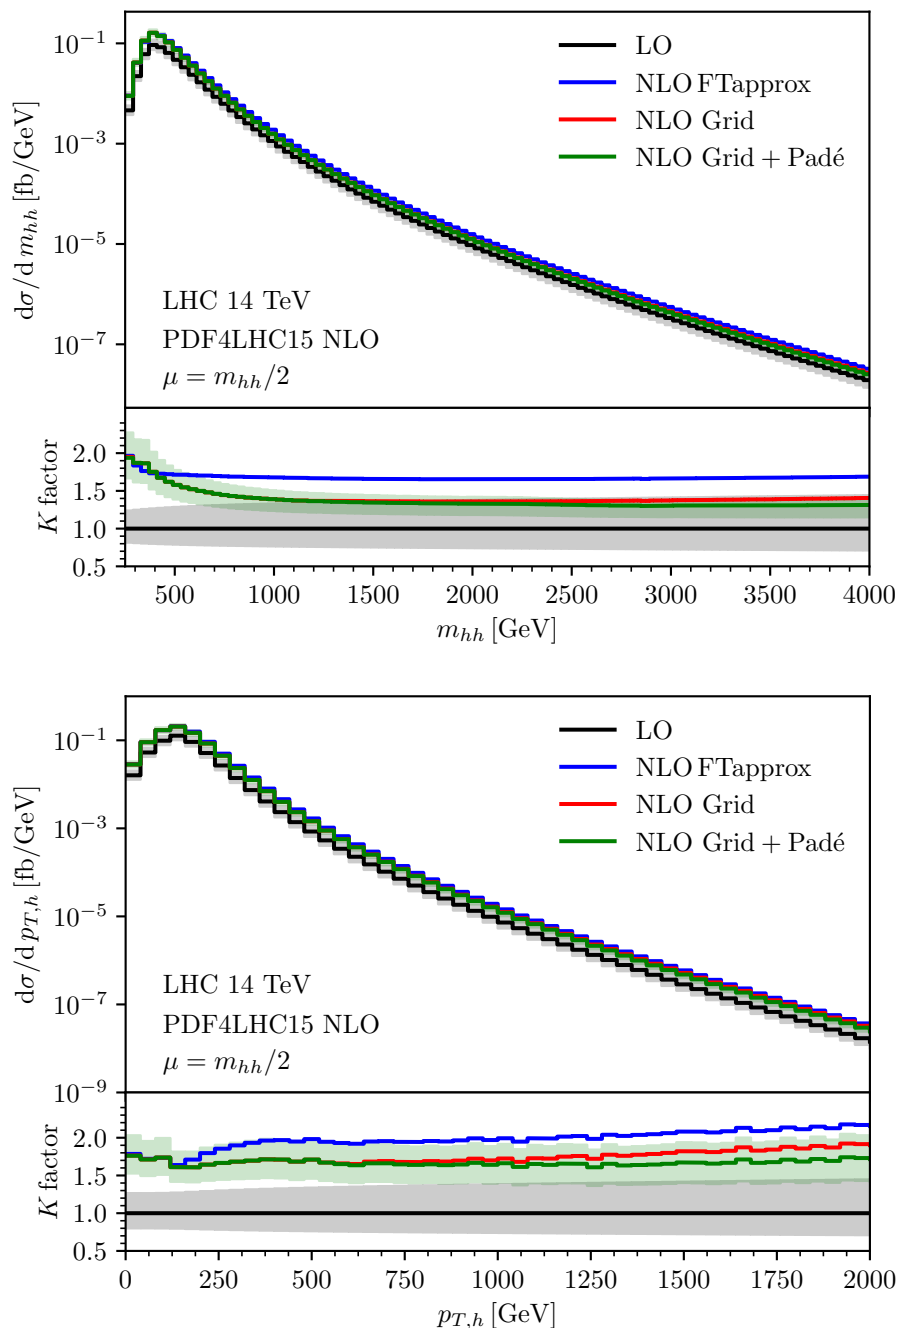 10⁻¹
10⁻³
10⁻⁵
10⁻⁷
dσ/d m_{hh} [fb/GeV]
LO
NLO FTapprox
NLO Grid
NLO Grid + Padé
LHC 14 TeV
PDF4LHC15 NLO
μ = m_{hh}/2
2.0
1.5
1.0
0.5
K factor
500 1000 1500 2000 2500 3000 3500 4000
m_{hh} [GeV]
10⁻¹
10⁻³
10⁻⁵
10⁻⁷
10⁻⁹
dσ/d p_{T,h} [fb/GeV]
LO
NLO FTapprox
NLO Grid
NLO Grid + Padé
LHC 14 TeV
PDF4LHC15 NLO
μ = m_{hh}/2
2.0
1.5
1.0
0.5
K factor
0 250 500 750 1000 1250 1500 1750 2000
p_{T,h} [GeV]